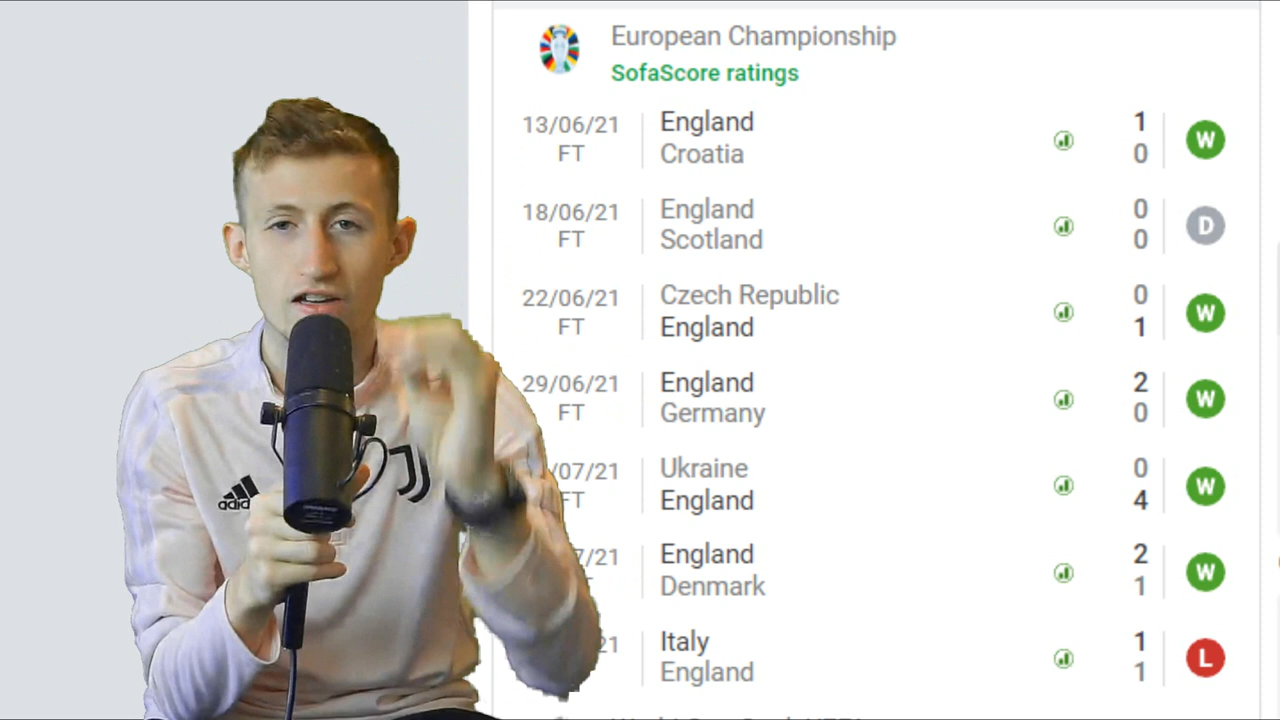 European Championship
SofaScore ratings
13/06/21 England 1
FT Croatia 0 W
18/06/21 England 0
FT Scotland 0 D
22/06/21 Czech Republic 0
FT England 1 W
29/06/21 England 2
FT Germany 0 W
/07/21 Ukraine 0
FT England 4 W
7/21 England 2
Denmark 1 W
21 Italy 1
England 1 L
adidas